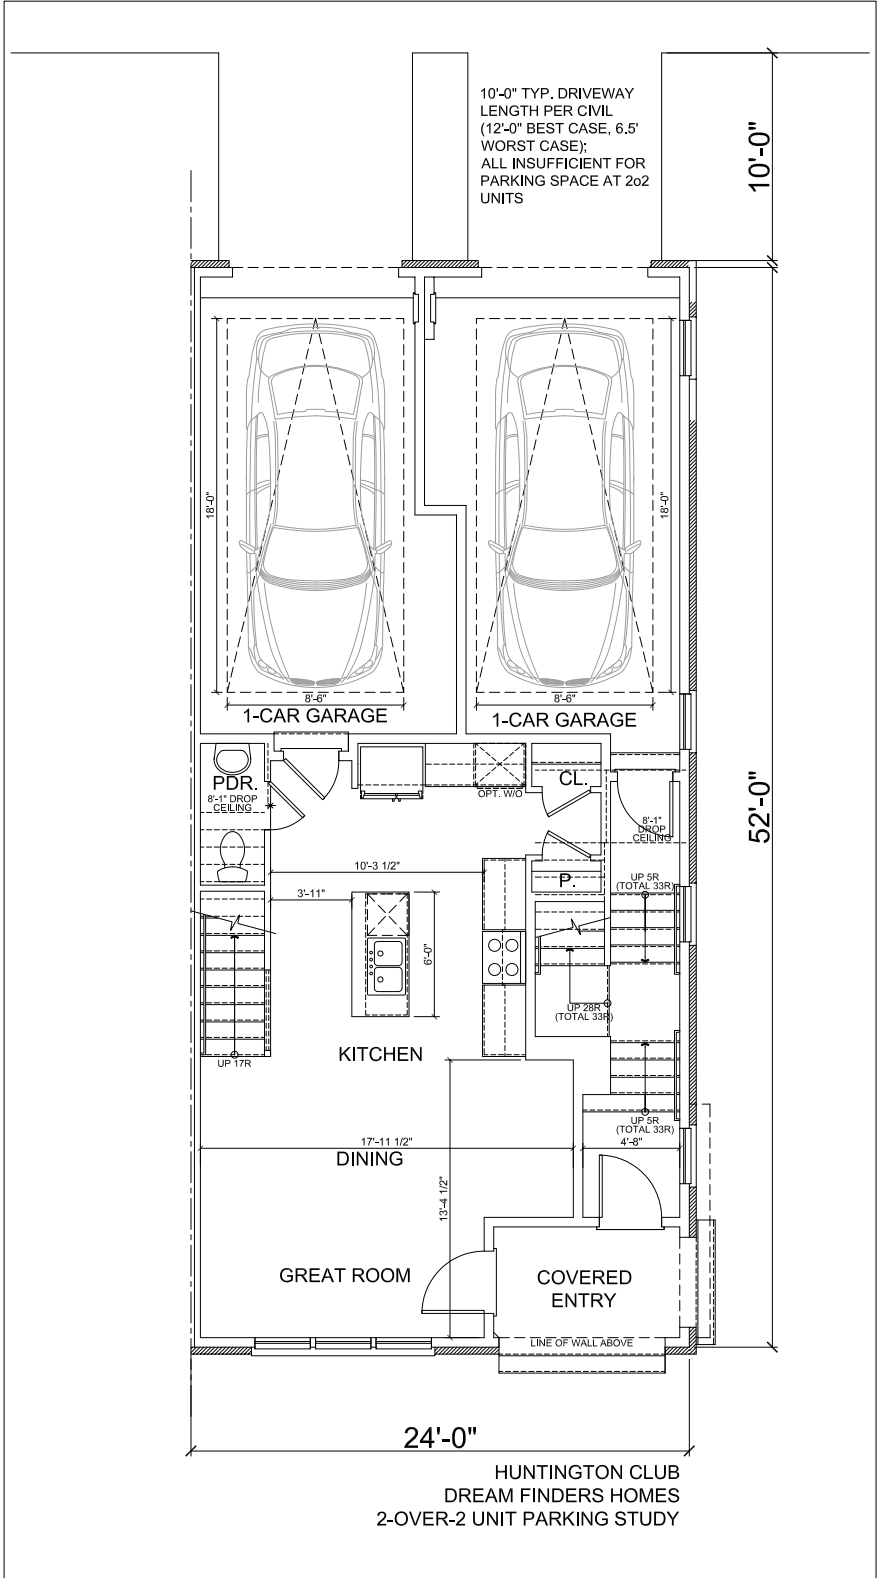 10'-0" TYP. DRIVEWAY
LENGTH PER CIVIL
(12'-0" BEST CASE, 6.5'
WORST CASE);
ALL INSUFFICIENT FOR
PARKING SPACE AT 2o2
UNITS
10'-0"
18'-0"
18'-0"
8'-6"
8'-6"
1-CAR GARAGE
1-CAR GARAGE
PDR.
8'-1" DROP
CEILING
OPT. W/O
CL.
8'-1"
DROP
CEILING
52'-0"
10'-3 1/2"
P.
UP 5R
(TOTAL 33R)
3'-11"
6'-0"
UP 28R
(TOTAL 33R)
UP 17R
KITCHEN
UP 5R
(TOTAL 33R)
17'-11 1/2"
4'-8"
DINING
13'-4 1/2"
GREAT ROOM
COVERED
ENTRY
LINE OF WALL ABOVE
24'-0"
HUNTINGTON CLUB
DREAM FINDERS HOMES
2-OVER-2 UNIT PARKING STUDY